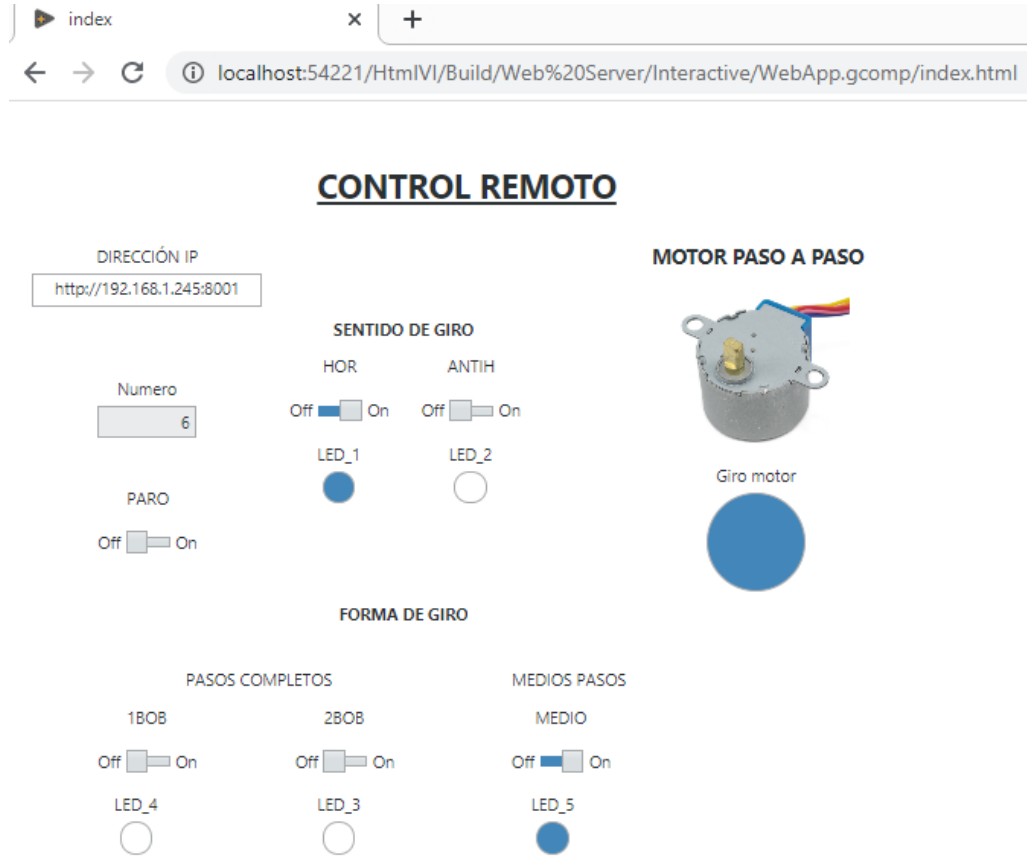 index
localhost:54221/HtmlVI/Build/Web%20Server/Interactive/WebApp.gcomp/index.html
CONTROL REMOTO
DIRECCIÓN IP
http://192.168.1.245:8001
MOTOR PASO A PASO
SENTIDO DE GIRO
HOR ANTIH
Numero
6
Off On Off On
LED_1 LED_2
Giro motor
PARO
Off On
FORMA DE GIRO
PASOS COMPLETOS MEDIOS PASOS
1BOB 2BOB MEDIO
Off On Off On Off On
LED_4 LED_3 LED_5